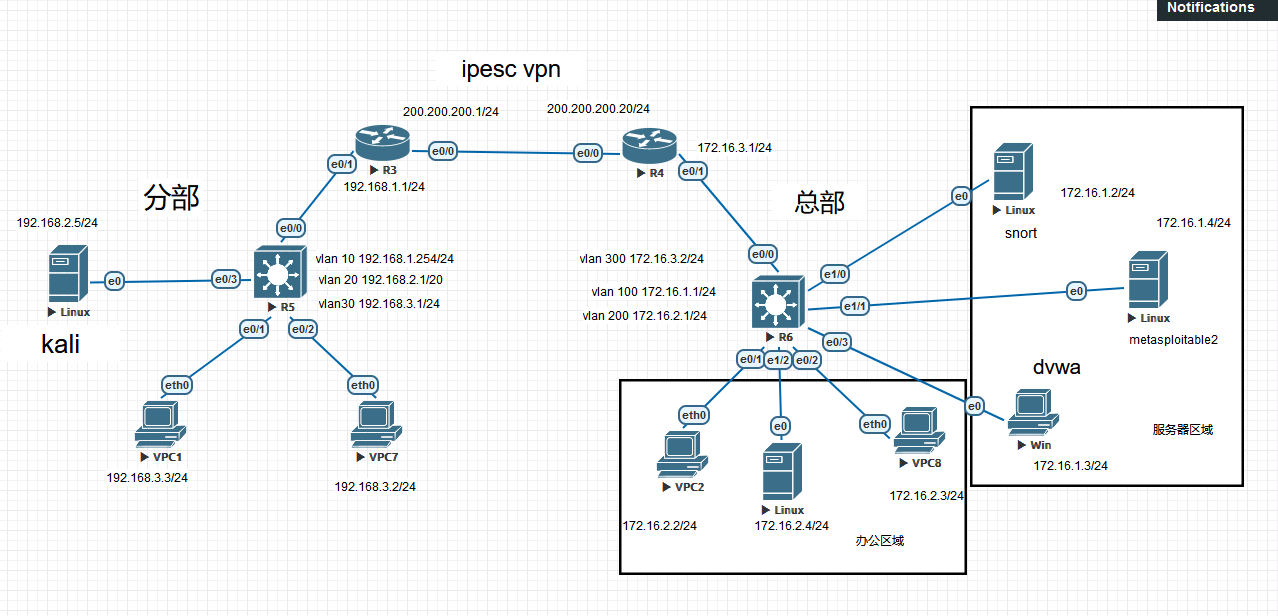 Notifications
ipesc vpn
200.200.200.1/24
200.200.200.20/24
e0/0
e0/0
R3
R4
172.16.3.1/24
e0/1
e0/1
192.168.1.1/24
分部
总部
192.168.2.5/24
e0/0
e0/0
vlan 10 192.168.1.254/24
vlan 20 192.168.2.1/20
vlan30 192.168.3.1/24
R5
e0
e0/3
Linux
kali
e0/1
e0/2
eth0
eth0
VPC1
VPC7
192.168.3.3/24
192.168.3.2/24
vlan 300 172.16.3.2/24
vlan 100 172.16.1.1/24
vlan 200 172.16.2.1/24
R6
e1/0
e1/1
e0/3
e0/1
e1/2
e0/2
e0
Linux
snort
172.16.1.2/24
172.16.1.4/24
e0
Linux
metasploitable2
dvwa
e0
Win
172.16.1.3/24
服务器区域
eth0
e0
eth0
VPC2
Linux
VPC8
172.16.2.2/24
172.16.2.4/24
172.16.2.3/24
办公区域